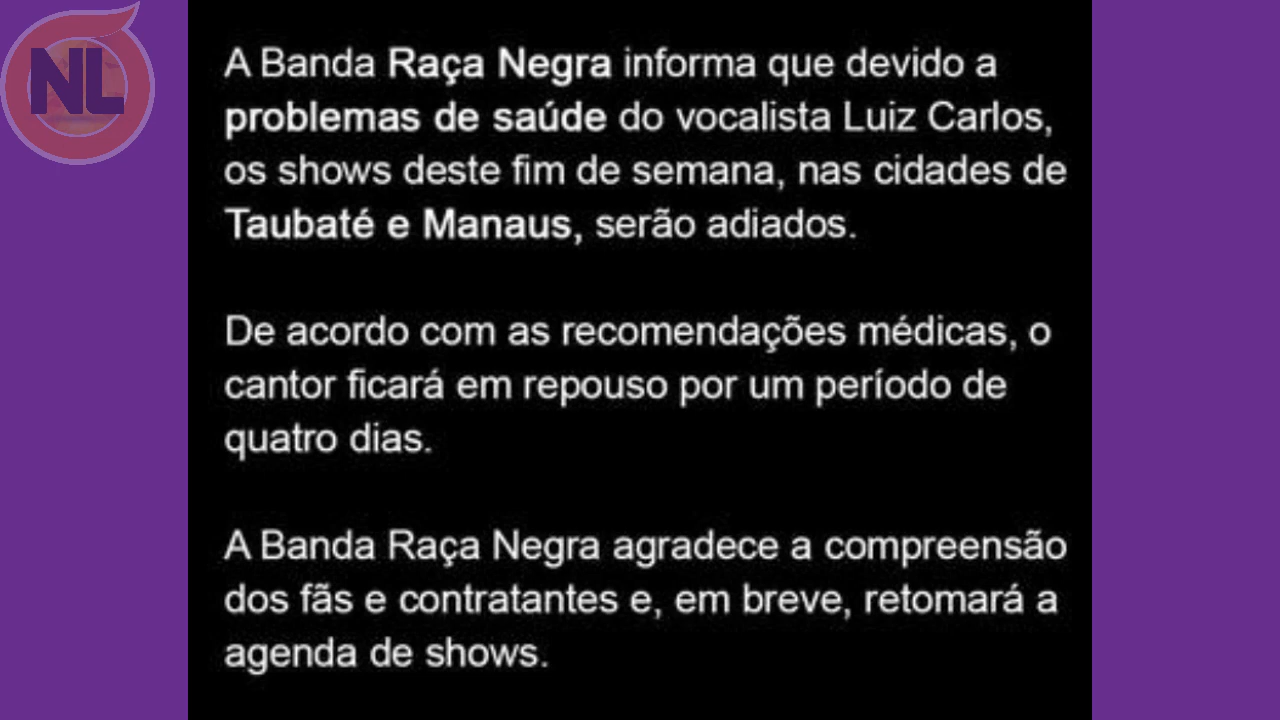 NL
A Banda Raça Negra informa que devido a
problemas de saúde do vocalista Luiz Carlos,
os shows deste fim de semana, nas cidades de
Taubaté e Manaus, serão adiados.
De acordo com as recomendações médicas, o
cantor ficará em repouso por um período de
quatro dias.
A Banda Raça Negra agradece a compreensão
dos fãs e contratantes e, em breve, retomará a
agenda de shows.